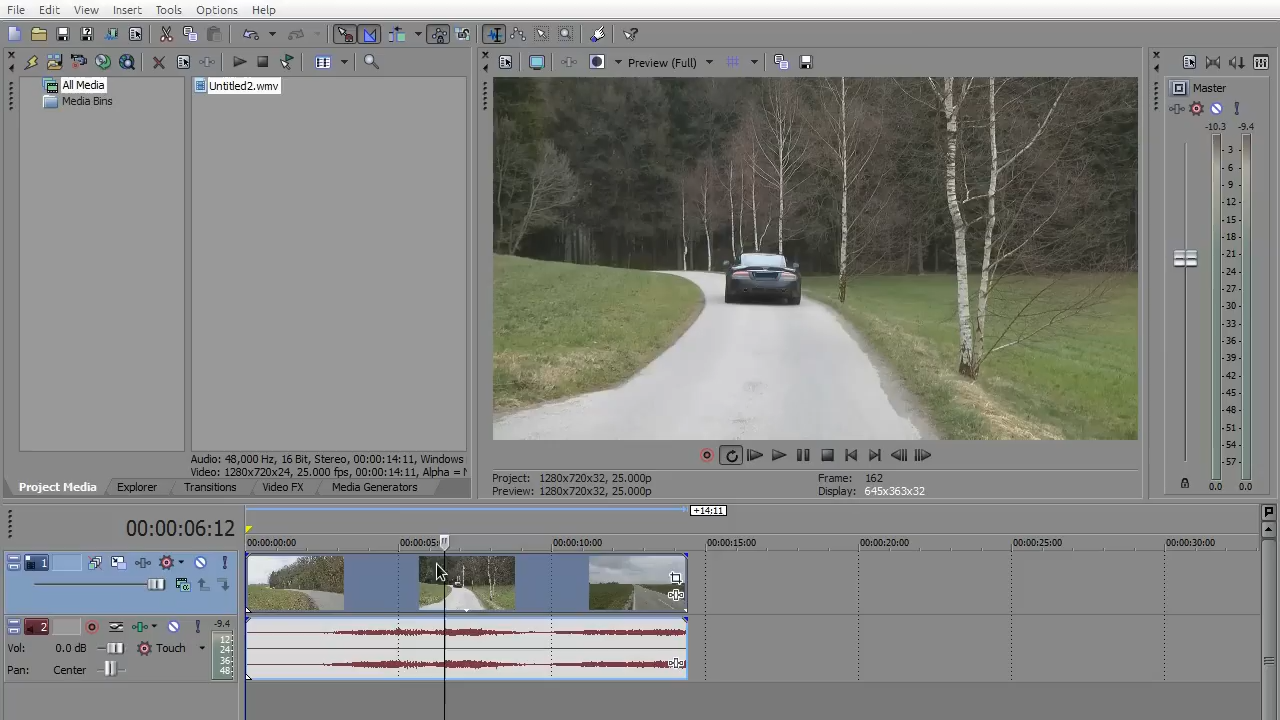 File Edit View Insert Tools Options Help
Preview (Full)
All Media
Media Bins
Untitled2.wmv
Master
-10.3 -9.4
3
6
9
12
15
18
21
24
27
30
33
36
39
42
45
48
51
54
57
0.0 0.0
Audio: 48,000 Hz, 16 Bit, Stereo, 00:00:14:11, Windows
Video: 1280x720x24, 25.000 fps, 00:00:14:11, Alpha =
Project Media Explorer Transitions Video FX Media Generators
Project: 1280x720x32, 25.000p Frame: 162
Preview: 1280x720x32, 25.000p Display: 645x363x32
+14:11
00:00:06:12
00:00:00:00 00:00:05: 00:00:10:00 00:00:15:00 00:00:20:00 00:00:25:00 00:00:30:00
1
2
-9.4
Vol: 0.0 dB Touch
Pan: Center
12
24
36
48